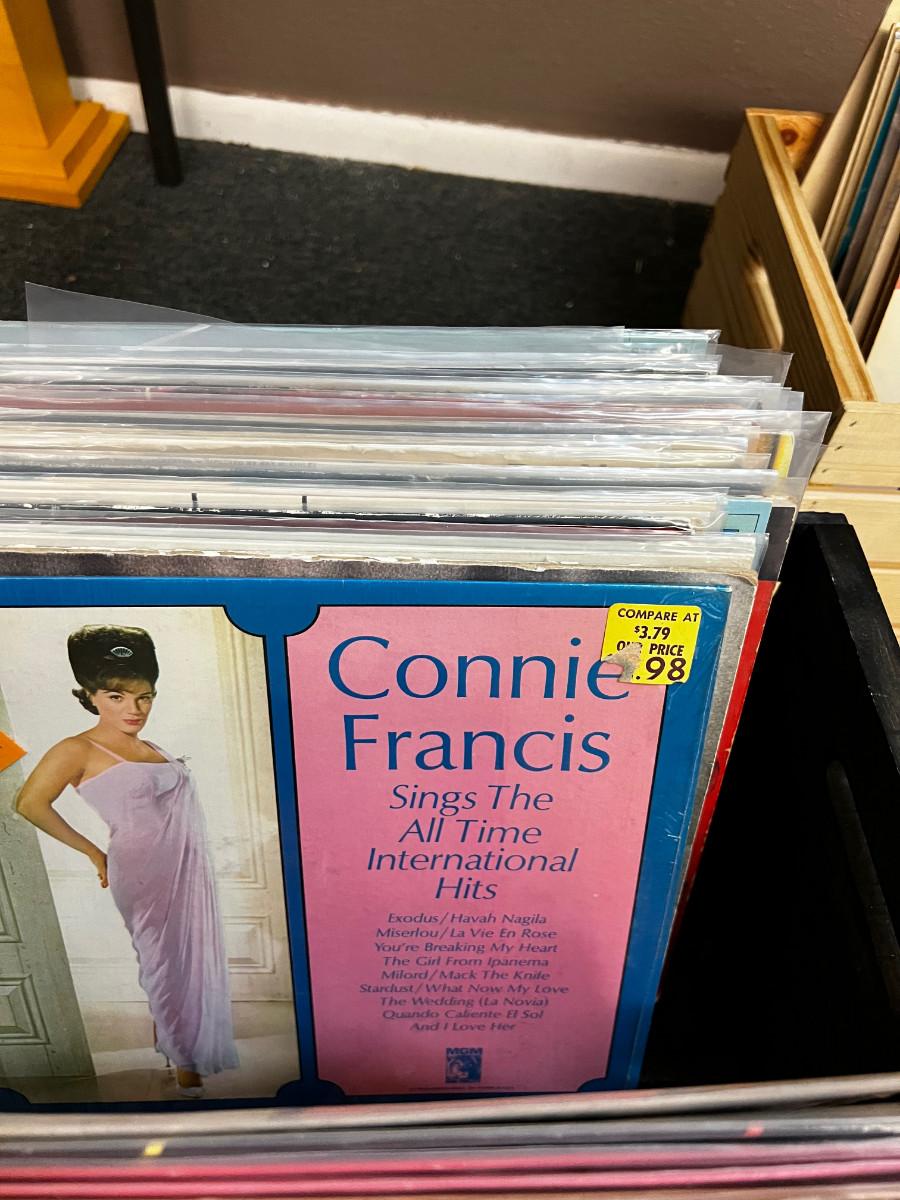 COMPARE AT
$3.79
PRICE
.98
Connie
Francis
Sings The
All Time
International
Hits
Exodus/Havah Nagila
Miserlou/La Vie En Rose
You're Breaking My Heart
The Girl From Ipanema
Milord/Mack The Knife
Stardust/What Now My Love
The Wedding (La Novia)
Quando Caliente El Sol
And I Love Her
MGM